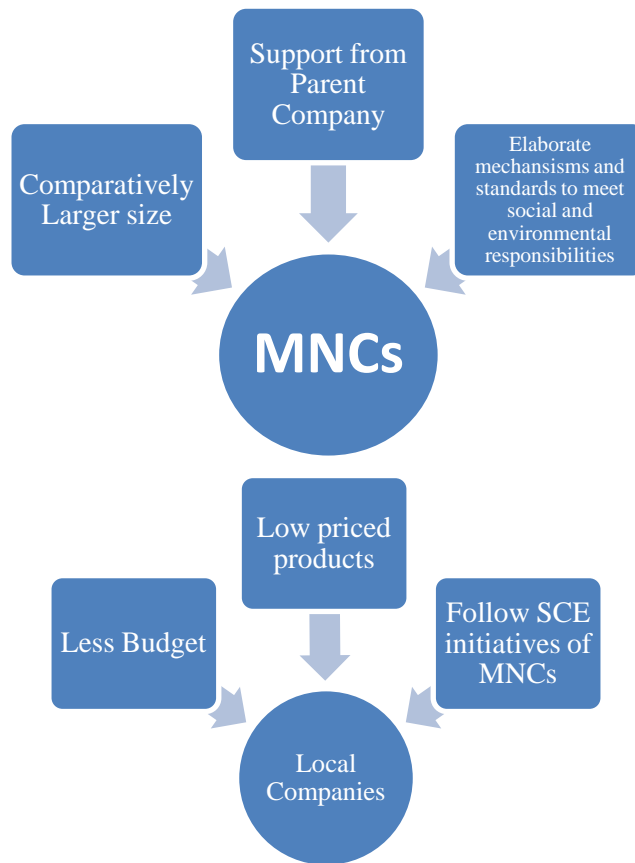 Support from
Parent
Company
Comparatively
Larger size
Elaborate
mechansisms and
standards to meet
social and
environmental
responsibilities
MNCs
Low priced
products
Less Budget
Follow SCE
initiatives of
MNCs
Local
Companies